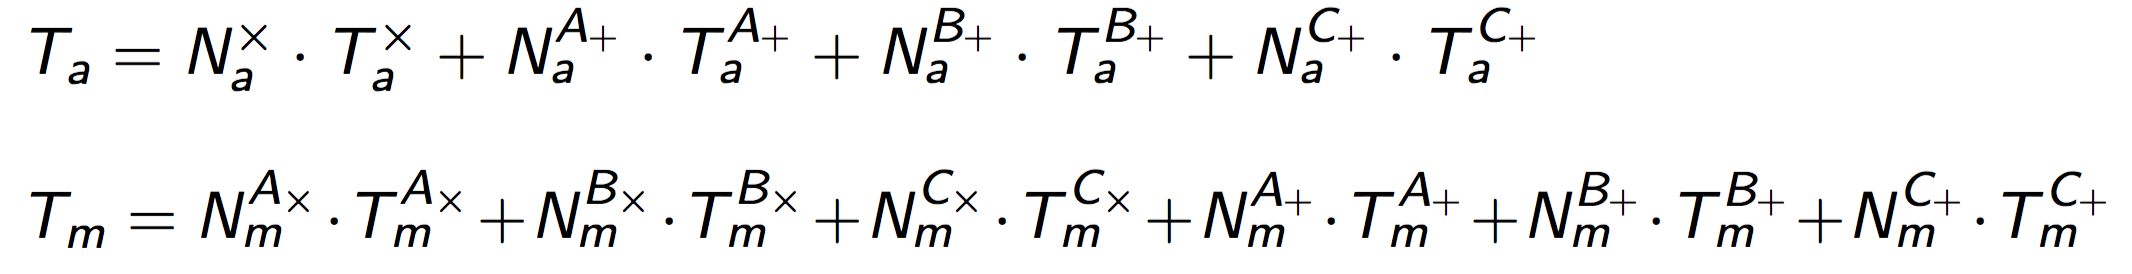 T_a = N_a^× · T_a^× + N_a^{A+} · T_a^{A+} + N_a^{B+} · T_a^{B+} + N_a^{C+} · T_a^{C+}
T_m = N_m^{A×} · T_m^{A×} + N_m^{B×} · T_m^{B×} + N_m^{C×} · T_m^{C×} + N_m^{A+} · T_m^{A+} + N_m^{B+} · T_m^{B+} + N_m^{C+} · T_m^{C+}